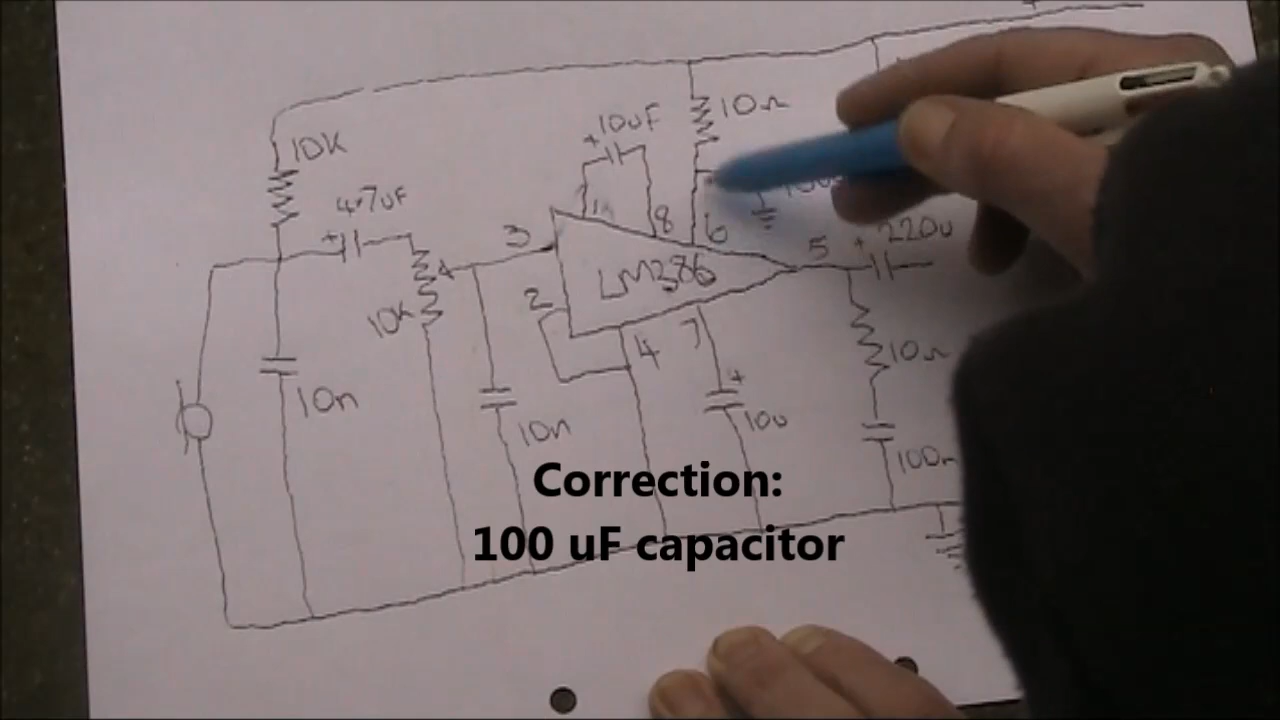 10Ω
10uF
+
10K
4.7uF
+
1
8
6
3
5
+
220u
LM386
2
10K
4
7
10Ω
+
10n
10u
10n
100n
Correction:
100 uF capacitor